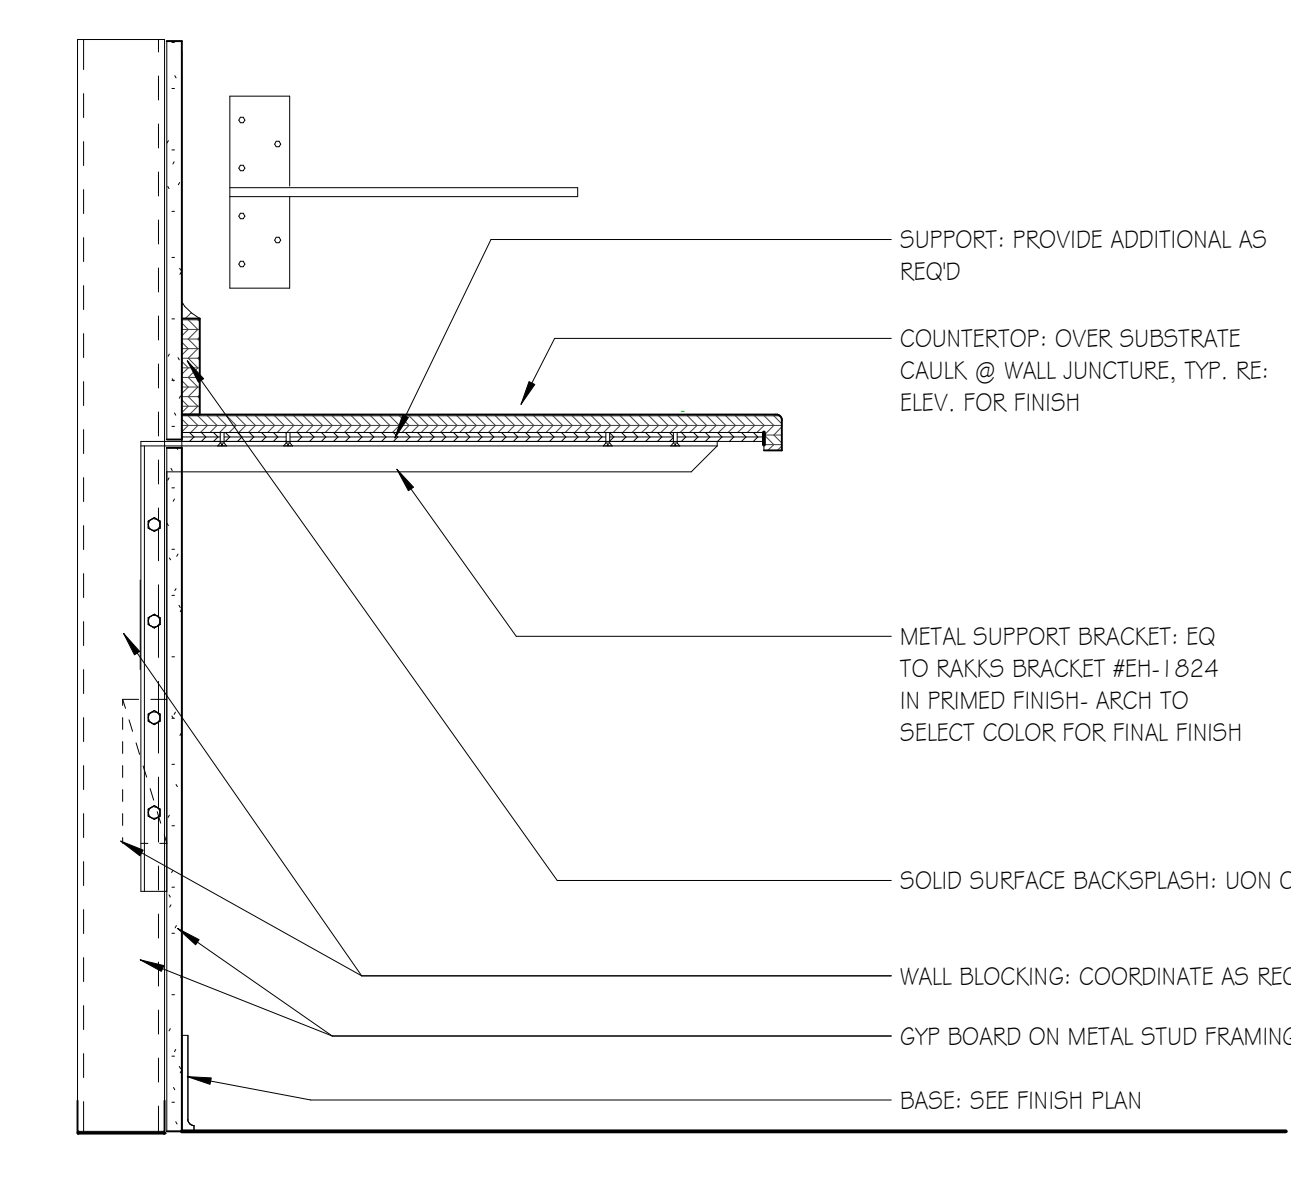 SUPPORT: PROVIDE ADDITIONAL AS
REQ'D
COUNTERTOP: OVER SUBSTRATE
CAULK @ WALL JUNCTURE, TYP. RE:
ELEV. FOR FINISH
METAL SUPPORT BRACKET: EQ
TO RAKKS BRACKET #EH-1824
IN PRIMED FINISH- ARCH TO
SELECT COLOR FOR FINAL FINISH
SOLID SURFACE BACKSPLASH: UON
WALL BLOCKING: COORDINATE AS
GYP BOARD ON METAL STUD FRAMING
BASE: SEE FINISH PLAN